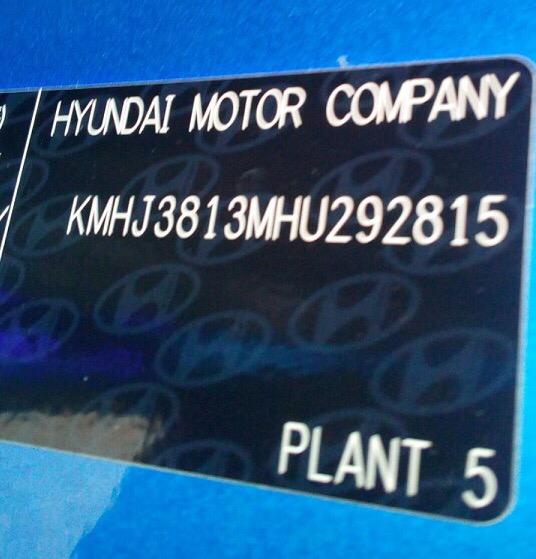 HYUNDAI MOTOR COMPANY
KMHJ3813MHU292815
PLANT 5